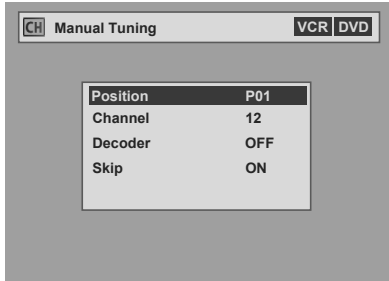 CH Manual Tuning VCR DVD
Position P01
Channel 12
Decoder OFF
Skip ON